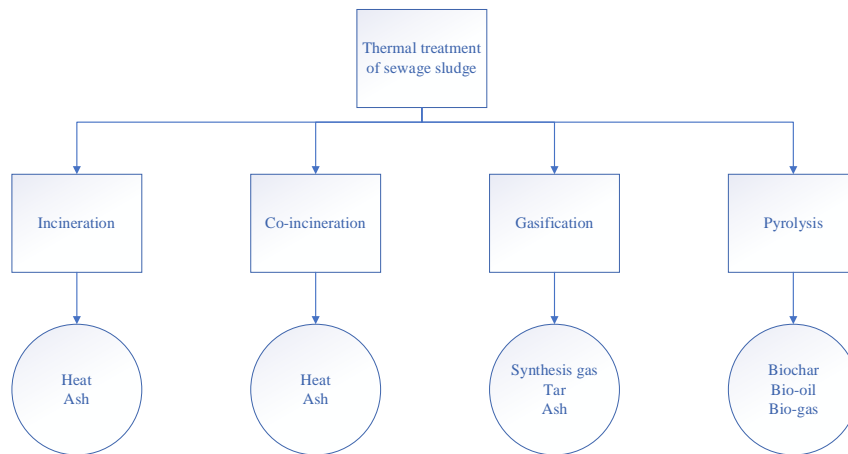 Thermal treatment
of sewage sludge
Incineration
Co-incineration
Gasification
Pyrolysis
Heat
Ash
Heat
Ash
Synthesis gas
Tar
Ash
Biochar
Bio-oil
Bio-gas